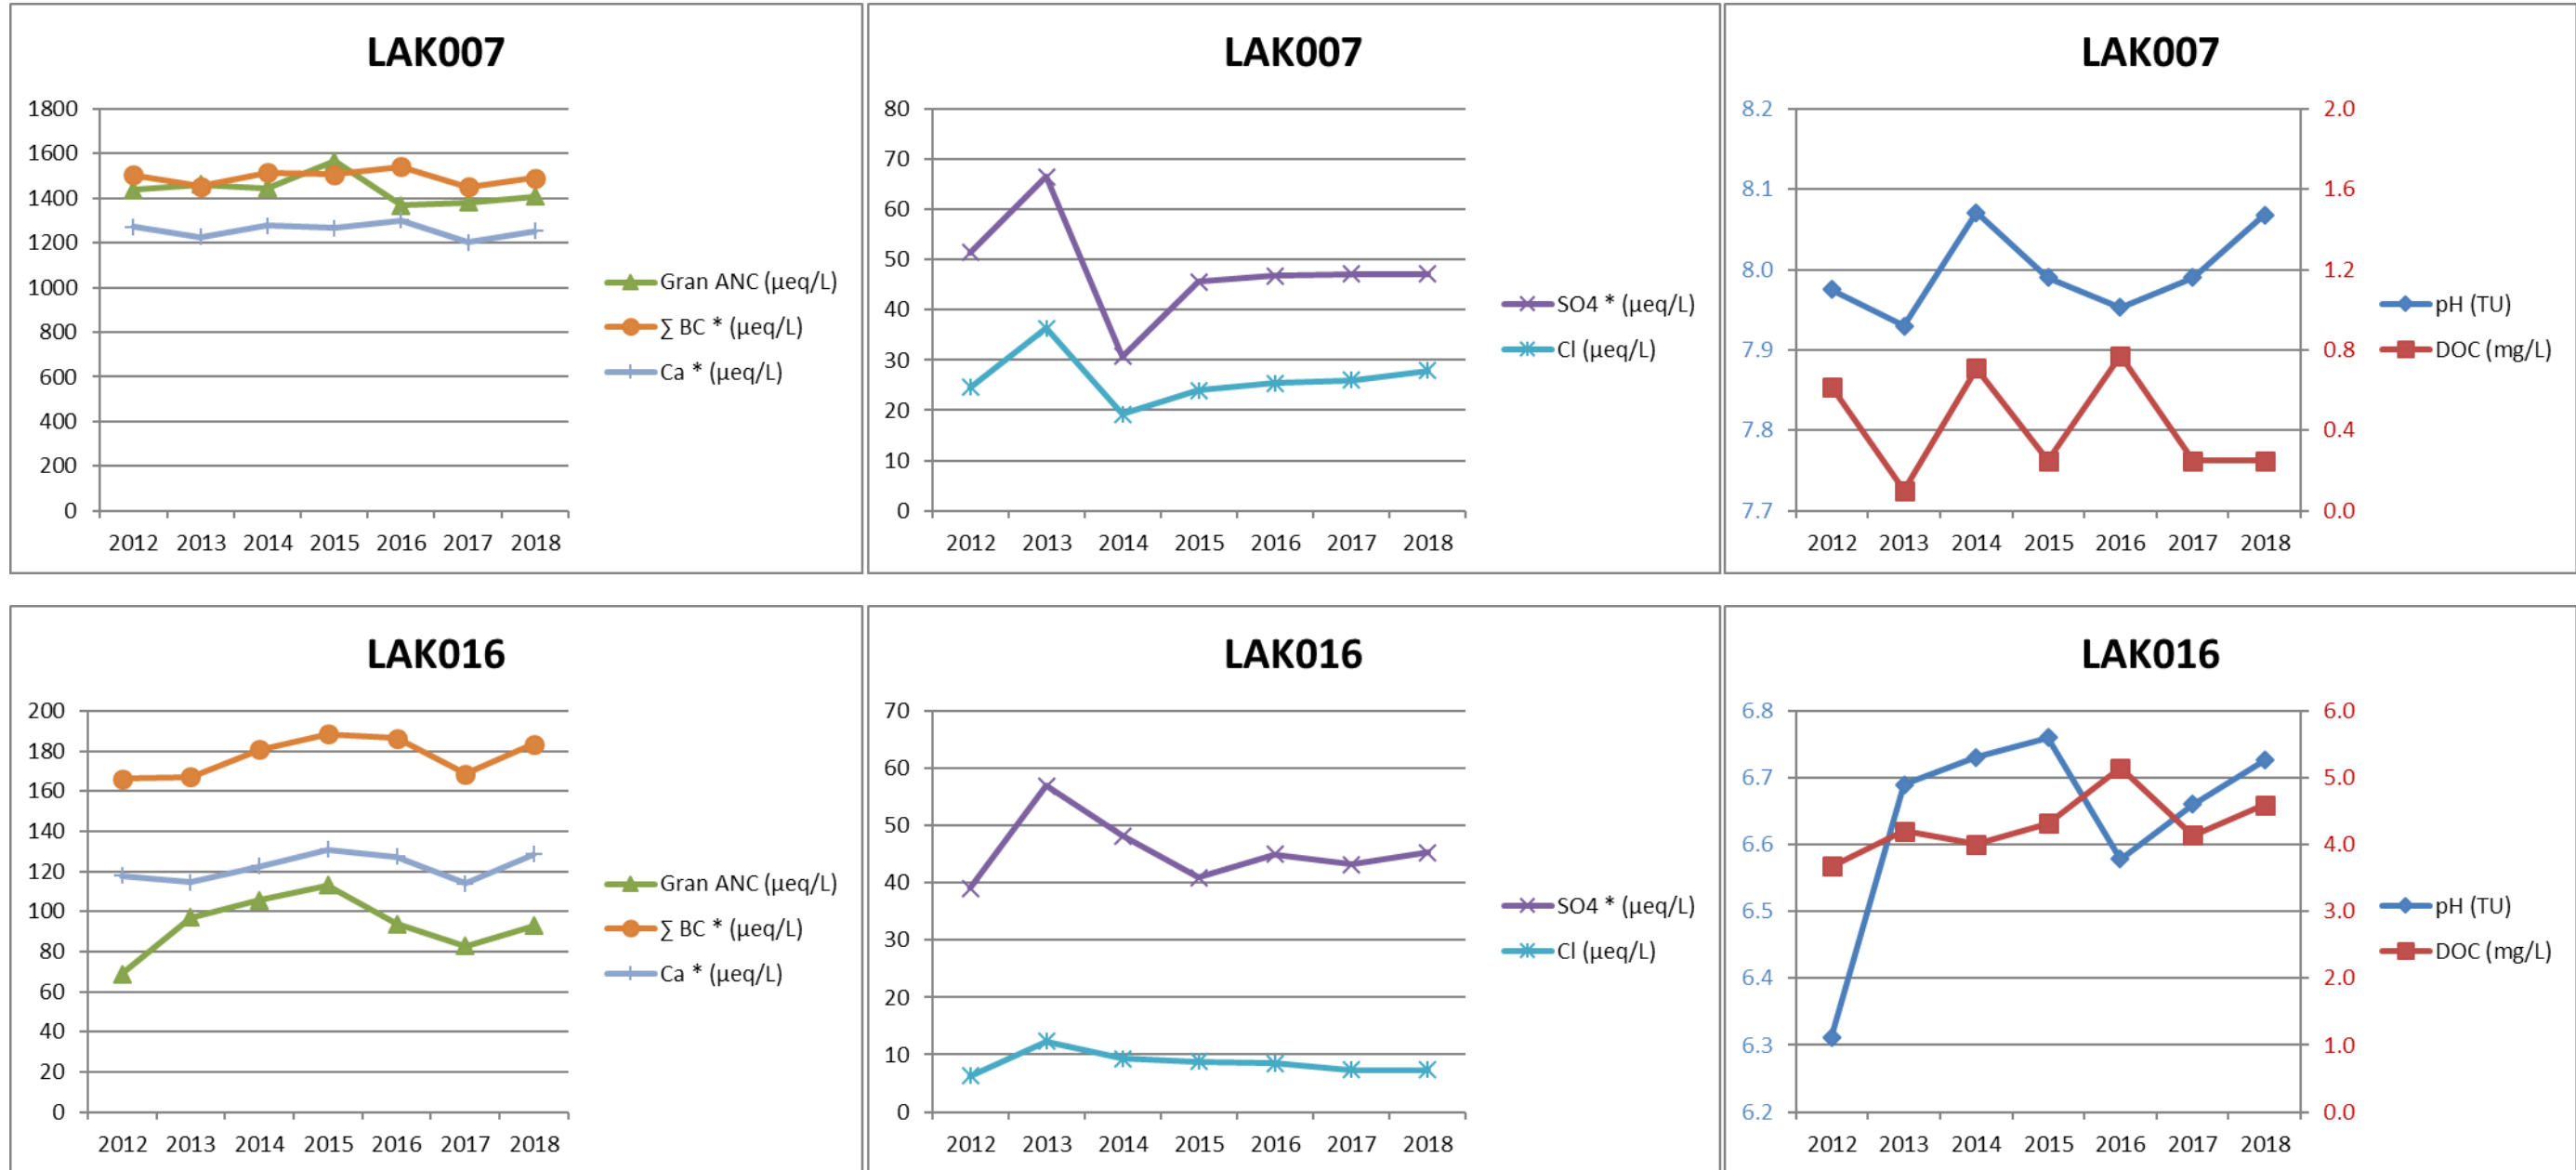 LAK007
1800
1600
1400
1200
1000
800
600
400
200
0
2012 2013 2014 2015 2016 2017 2018
Gran ANC (µeq/L)
∑ BC * (µeq/L)
Ca * (µeq/L)
LAK007
80
70
60
50
40
30
20
10
0
2012 2013 2014 2015 2016 2017 2018
SO4 * (µeq/L)
Cl (µeq/L)
LAK007
8.2
8.1
8.0
7.9
7.8
7.7
2.0
1.6
1.2
0.8
0.4
0.0
2012 2013 2014 2015 2016 2017 2018
pH (TU)
DOC (mg/L)
LAK016
200
180
160
140
120
100
80
60
40
20
0
2012 2013 2014 2015 2016 2017 2018
Gran ANC (µeq/L)
∑ BC * (µeq/L)
Ca * (µeq/L)
LAK016
70
60
50
40
30
20
10
0
2012 2013 2014 2015 2016 2017 2018
SO4 * (µeq/L)
Cl (µeq/L)
LAK016
6.8
6.7
6.6
6.5
6.4
6.3
6.2
6.0
5.0
4.0
3.0
2.0
1.0
0.0
2012 2013 2014 2015 2016 2017 2018
pH (TU)
DOC (mg/L)